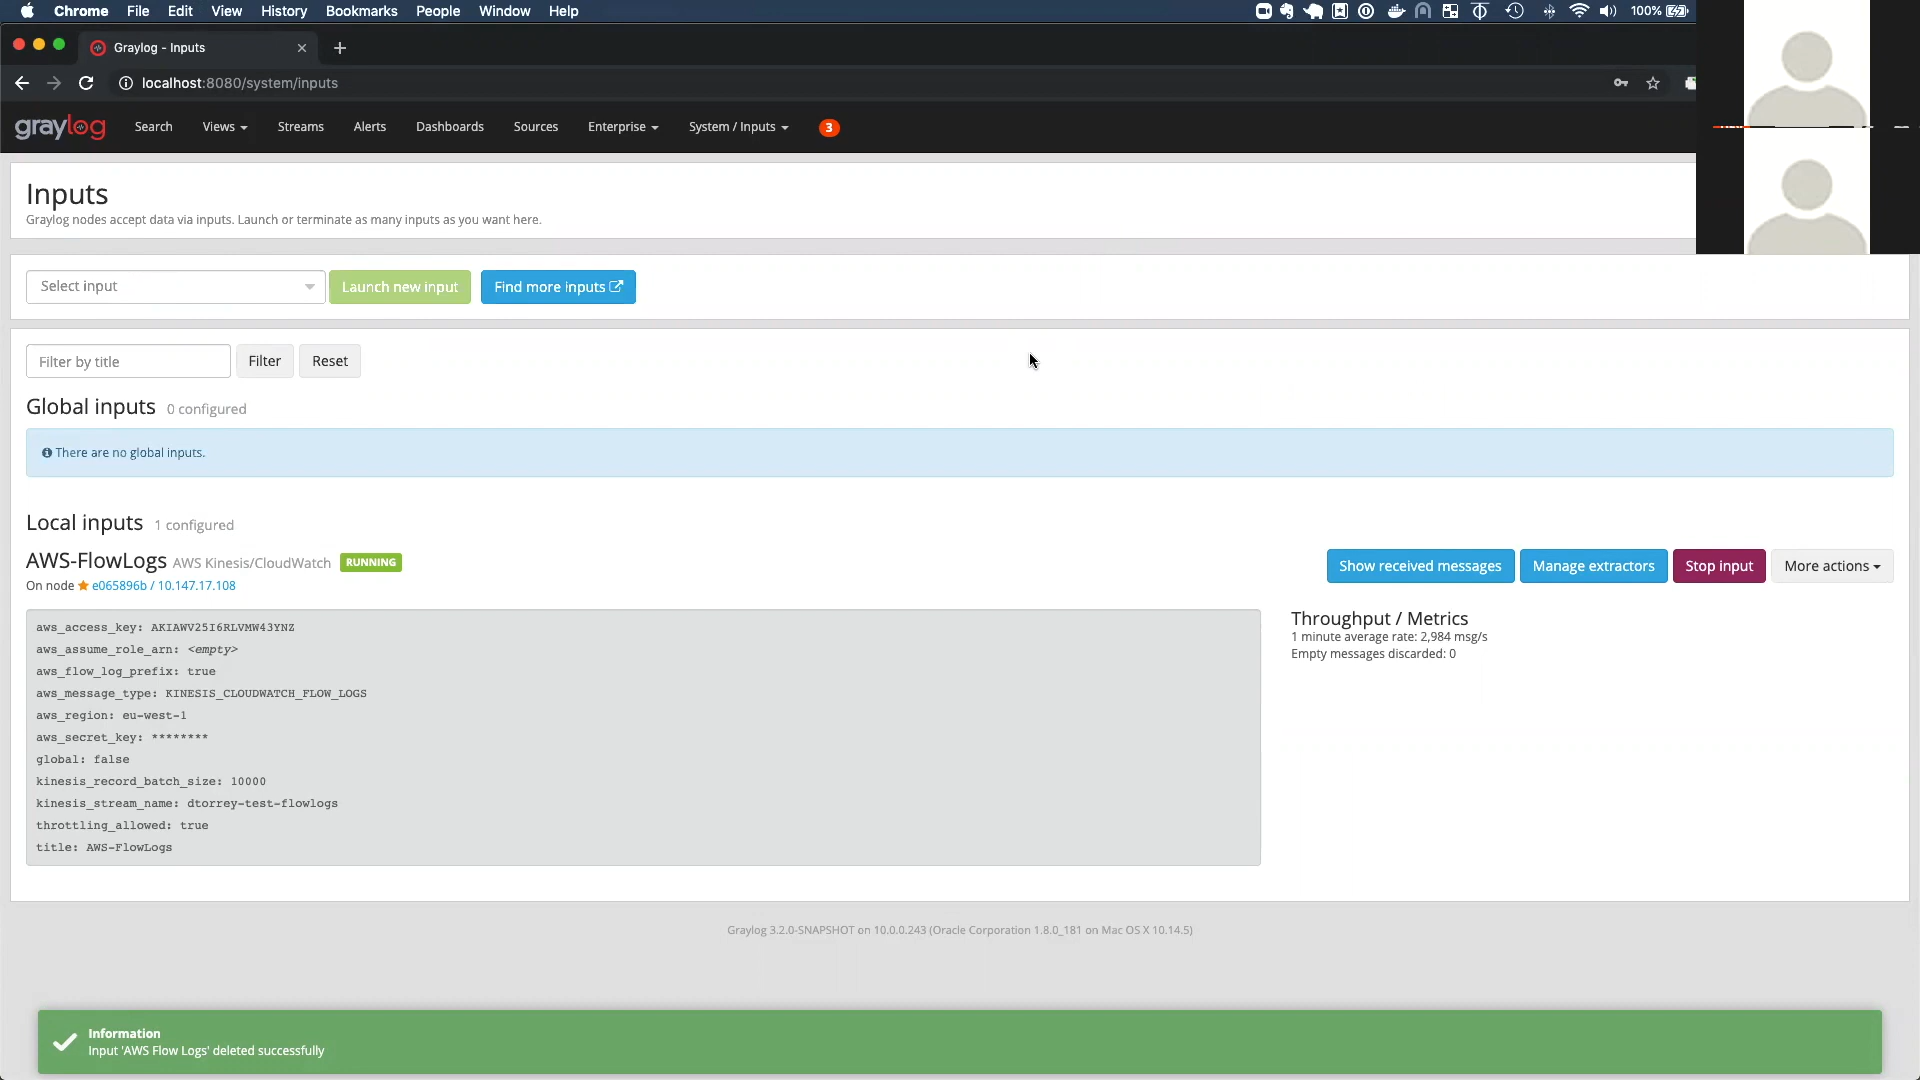 Chrome File Edit View History Bookmarks People Window Help 100%
Graylog - Inputs
localhost:8080/system/inputs
graylog Search Views Streams Alerts Dashboards Sources Enterprise System / Inputs 3
Inputs
Graylog nodes accept data via inputs. Launch or terminate as many inputs as you want here.
Select input Launch new input Find more inputs
Filter by title Filter Reset
Global inputs 0 configured
There are no global inputs.
Local inputs 1 configured
AWS-FlowLogs AWS Kinesis/CloudWatch RUNNING
On node e065896b / 10.147.17.108
Show received messages Manage extractors Stop input More actions
aws_access_key: AKIAWV25I6RLVMW43YNZ
aws_assume_role_arn: <empty>
aws_flow_log_prefix: true
aws_message_type: KINESIS_CLOUDWATCH_FLOW_LOGS
aws_region: eu-west-1
aws_secret_key: ********
global: false
kinesis_record_batch_size: 10000
kinesis_stream_name: dtorrey-test-flowlogs
throttling_allowed: true
title: AWS-FlowLogs
Throughput / Metrics
1 minute average rate: 2,984 msg/s
Empty messages discarded: 0
Graylog 3.2.0-SNAPSHOT on 10.0.0.243 (Oracle Corporation 1.8.0_181 on Mac OS X 10.14.5)
Information
Input 'AWS Flow Logs' deleted successfully